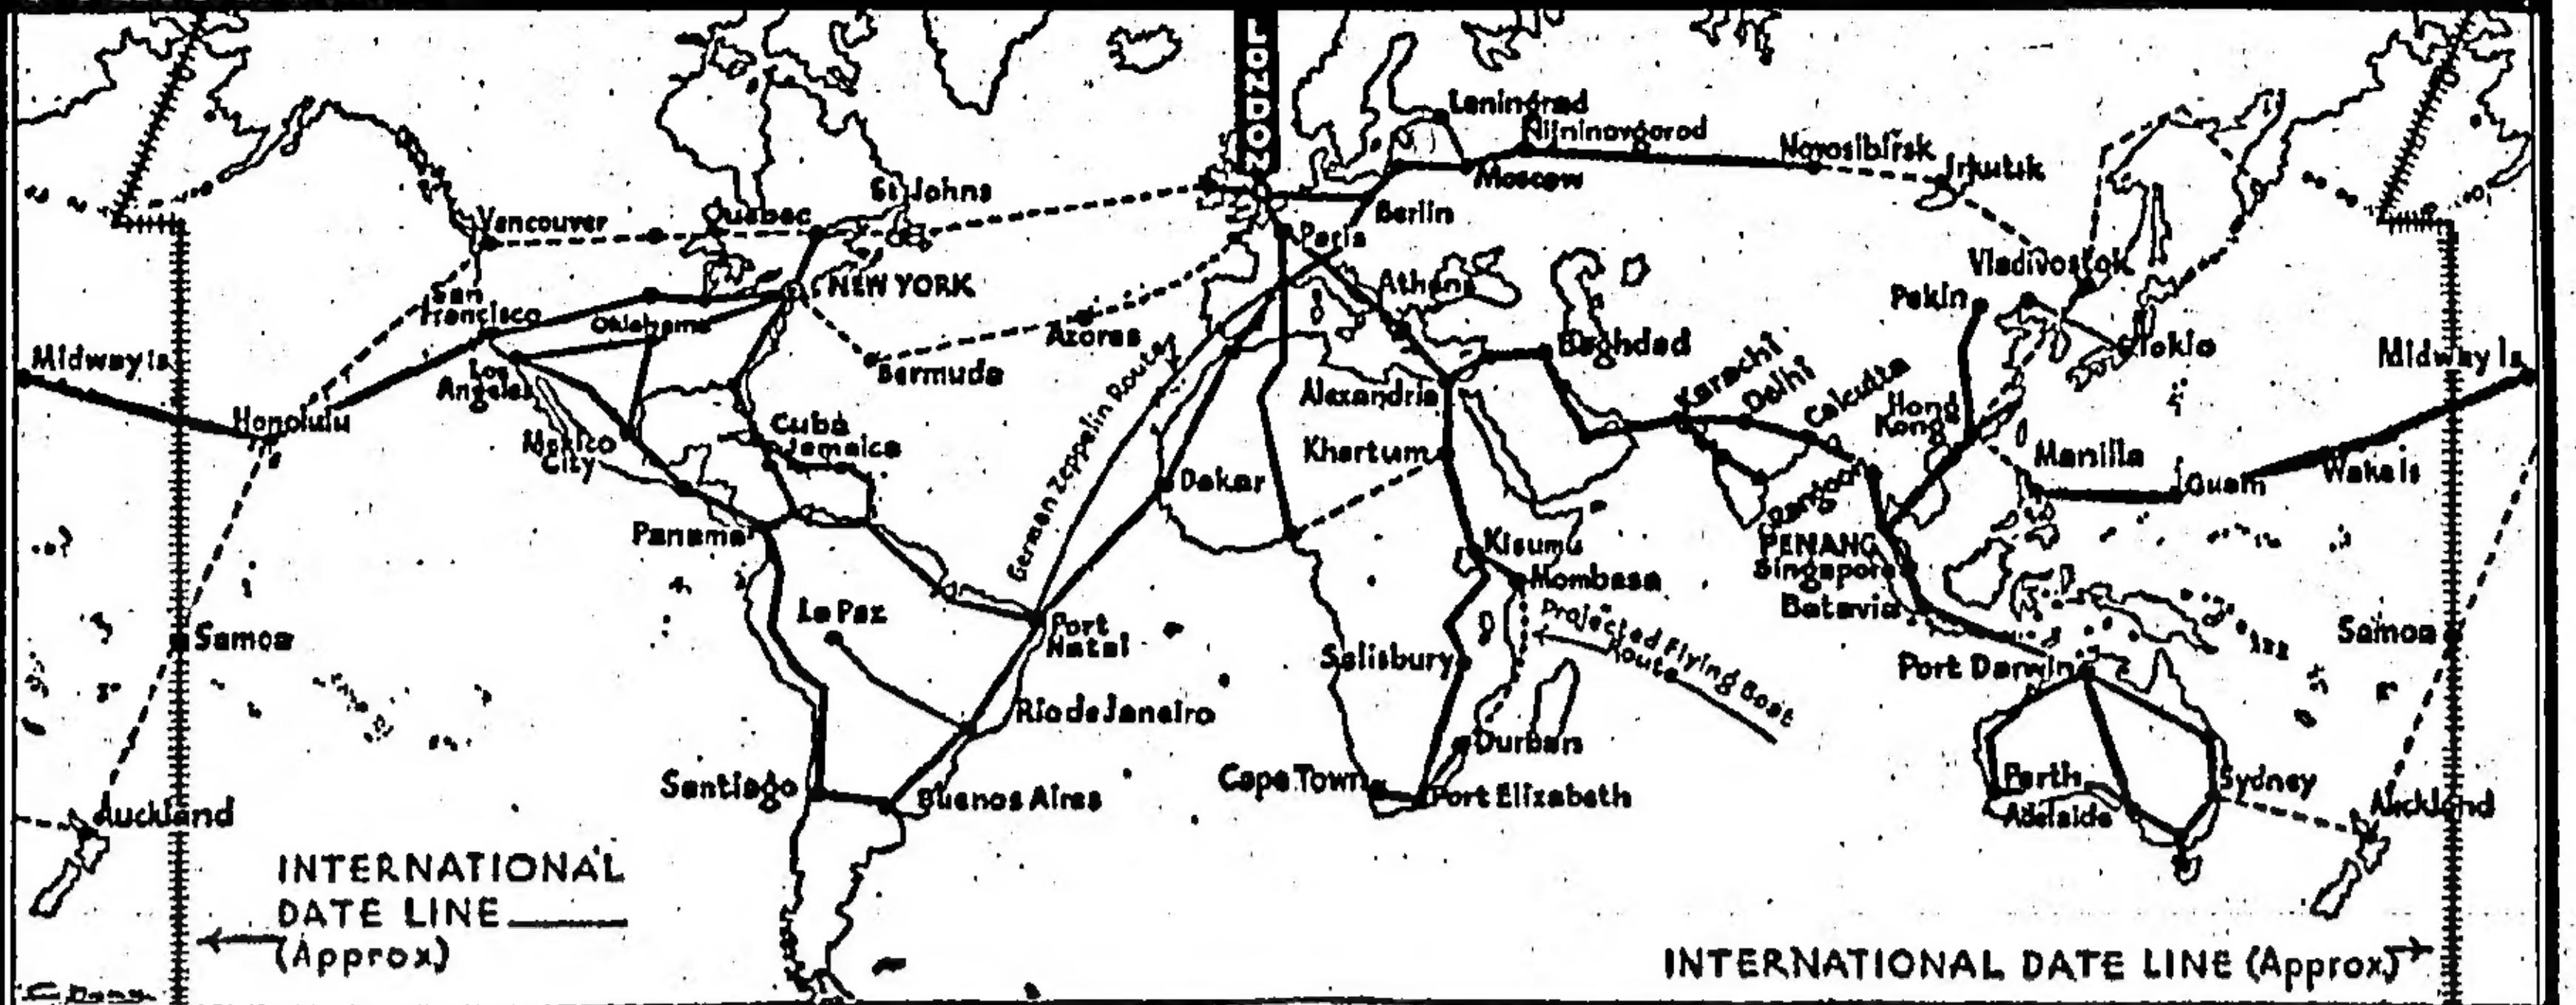 LONDON
Leningrad
Nijninovgorod
Novosibirsk
Irkutsk
Moscow
St Johns
Vancouver
Quebec
Berlin
Paris
Vladivostok
NEW YORK
San
Francisco
Athens
Pekin
Oklahoma
Azores
Midway Is
Baghdad
Tokio
Midway Is
Los
Angeles
Bermuda
Alexandria
Karachi
Delhi
Calcutta
Hong
Kong
Honolulu
Mexico
City
Cuba
Jamaica
German Zeppelin Route
Khartum
Manilla
Wake is
Dakar
Rangoon
Guam
Panama
Kisumu
PENANG
Singapore
Mombasa
Batavia
La Paz
Projected Flying Boat
Route
Samoa
Port
Natal
Samoa
Salisbury
Port Darwin
Rio de Janeiro
Durban
Santiago
Buenos Aires
Cape Town
Port Elizabeth
Perth
Sydney
Adelaide
Auckland
Auckland
INTERNATIONAL
DATE LINE
(Approx)
INTERNATIONAL DATE LINE (Approx)